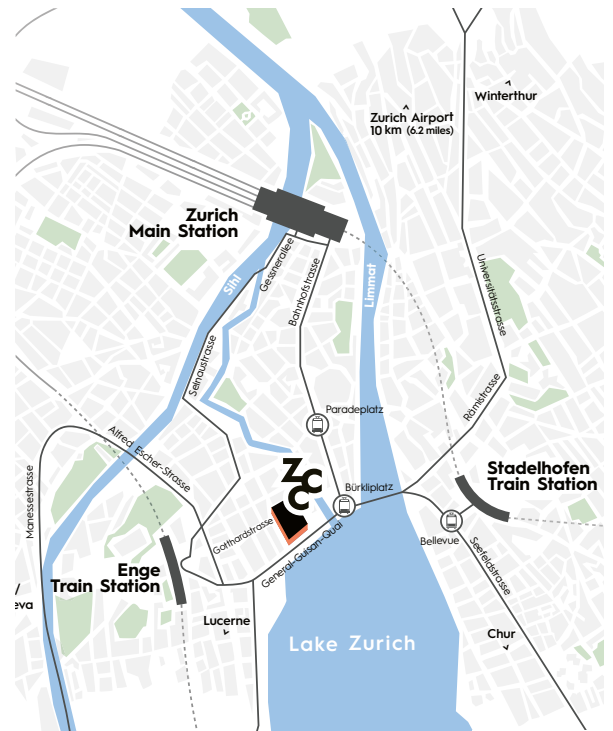 Winterthur
Zurich Airport
10 km (6.2 miles)
Zurich
Main Station
Sihl
Gessnerallee
Bahnhofstrasse
Limmat
Universitätsstrasse
Selnaustrasse
Rämistrasse
Paradeplatz
Alfred Escher-Strasse
Manessestrasse
ZCC
Stadelhofen
Train Station
Bürkliplatz
Gotthardstrasse
General-Guisan-Quai
Bellevue
Seefeldstrasse
Enge
Train Station
eva
Lucerne
Lake Zurich
Chur